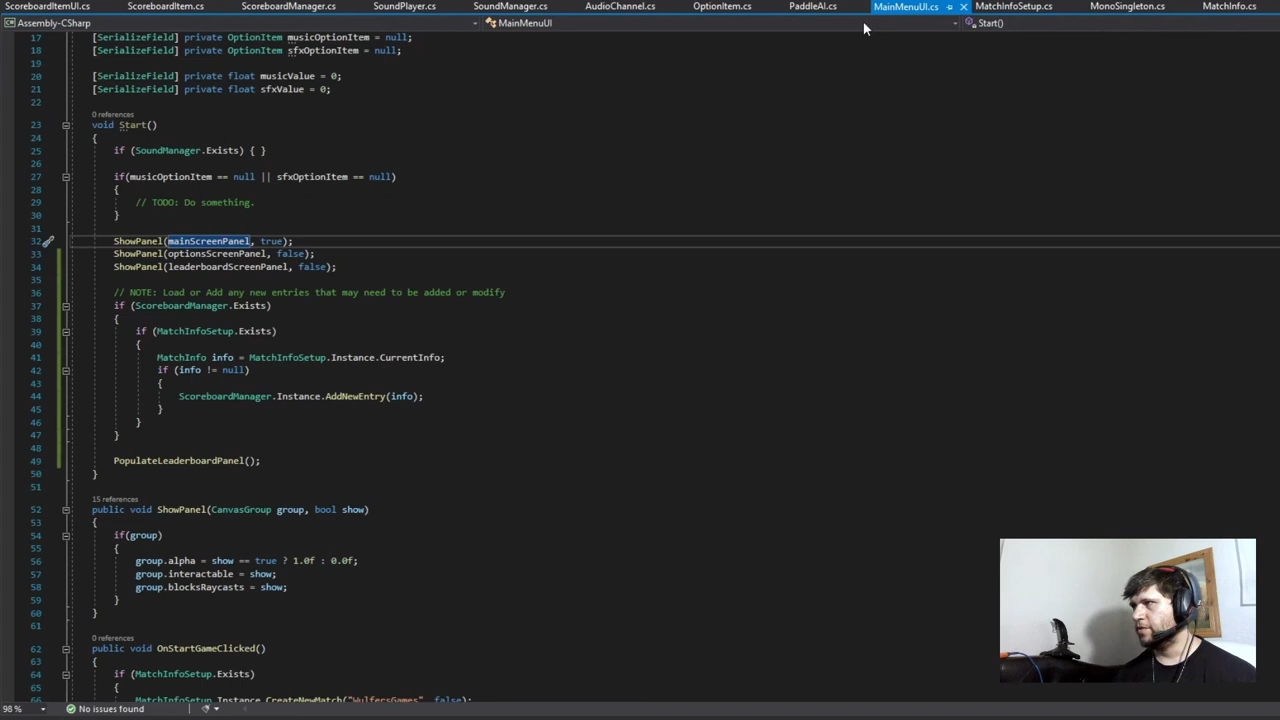 ScoreboardItemUI.cs ScoreboardItem.cs ScoreboardManager.cs SoundPlayer.cs SoundManager.cs AudioChannel.cs OptionItem.cs PaddleAI.cs MainMenuUI.cs MatchInfoSetup.cs MonoSingleton.cs MatchInfo.cs
Assembly-CSharp MainMenuUI Start()
17 [SerializeField] private OptionItem musicOptionItem = null;
18 [SerializeField] private OptionItem sfxOptionItem = null;
19
20 [SerializeField] private float musicValue = 0;
21 [SerializeField] private float sfxValue = 0;
22
0 references
23 void Start()
24 {
25 if (SoundManager.Exists) { }
26
27 if(musicOptionItem == null || sfxOptionItem == null)
28 {
29 // TODO: Do something.
30 }
31
32 ShowPanel(mainScreenPanel, true);
33 ShowPanel(optionsScreenPanel, false);
34 ShowPanel(leaderboardScreenPanel, false);
35
36 // NOTE: Load or Add any new entries that may need to be added or modify
37 if (ScoreboardManager.Exists)
38 {
39 if (MatchInfoSetup.Exists)
40 {
41 MatchInfo info = MatchInfoSetup.Instance.CurrentInfo;
42 if (info != null)
43 {
44 ScoreboardManager.Instance.AddNewEntry(info);
45 }
46 }
47 }
48
49 PopulateLeaderboardPanel();
50 }
51
15 references
52 public void ShowPanel(CanvasGroup group, bool show)
53 {
54 if(group)
55 {
56 group.alpha = show == true ? 1.0f : 0.0f;
57 group.interactable = show;
58 group.blocksRaycasts = show;
59 }
60 }
61
0 references
62 public void OnStartGameClicked()
63 {
64 if (MatchInfoSetup.Exists)
65 {
66 MatchInfoSetup.Instance.CreateNewMatch("WulfersGames", false);
98 % No issues found